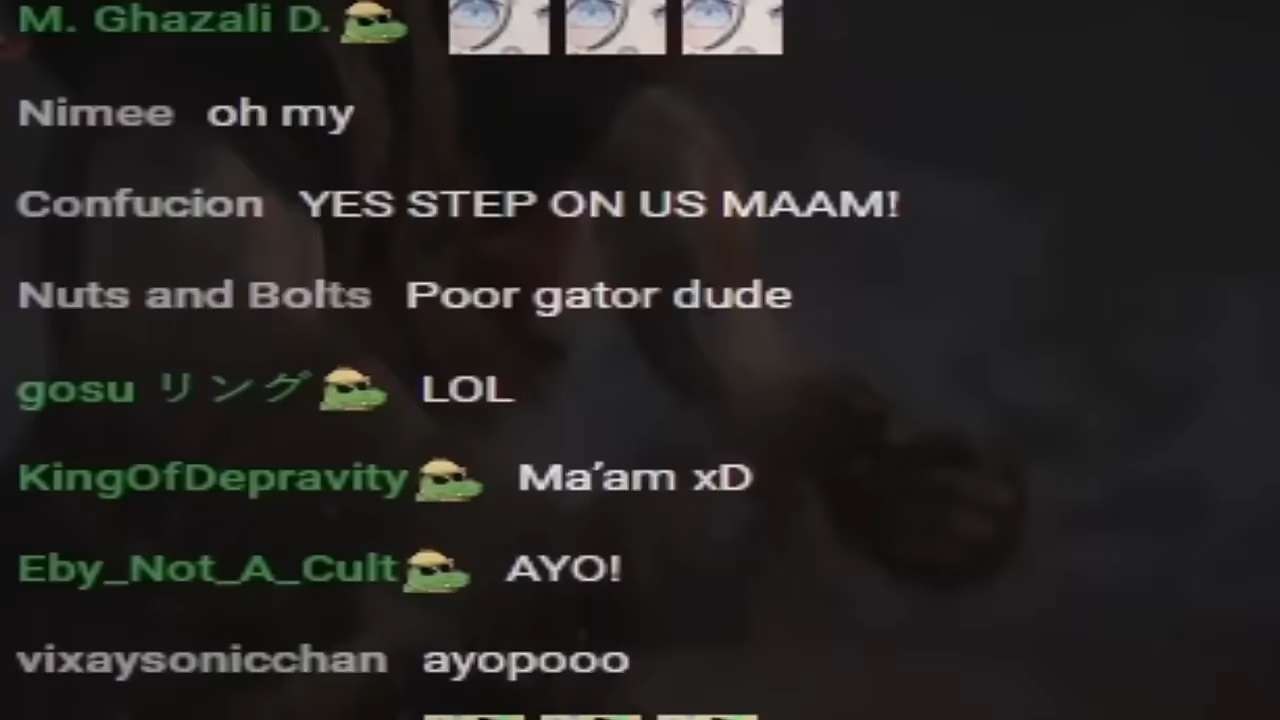 M. Ghazali D.
Nimee oh my
Confucion YES STEP ON US MAAM!
Nuts and Bolts Poor gator dude
gosu リング LOL
KingOfDepravity Ma'am xD
Eby_Not_A_Cult AYO!
vixaysonicchan ayopooo